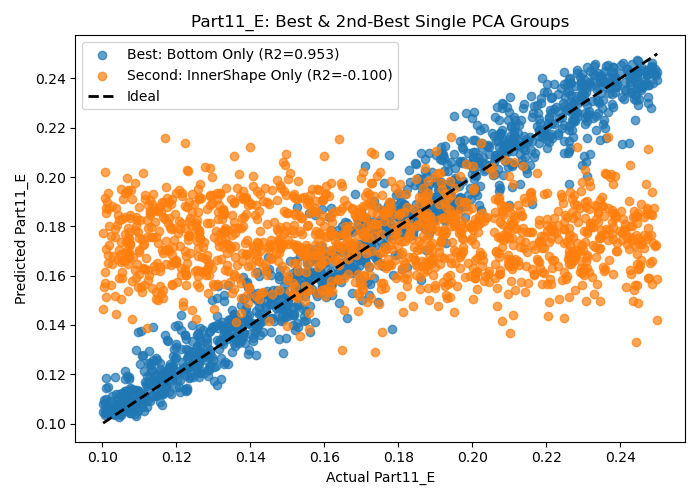 Part11_E: Best & 2nd-Best Single PCA Groups
Best: Bottom Only (R2=0.953)
Second: InnerShape Only (R2=-0.100)
Ideal
Predicted Part11_E
0.24
0.22
0.20
0.18
0.16
0.14
0.12
0.10
0.10 0.12 0.14 0.16 0.18 0.20 0.22 0.24
Actual Part11_E